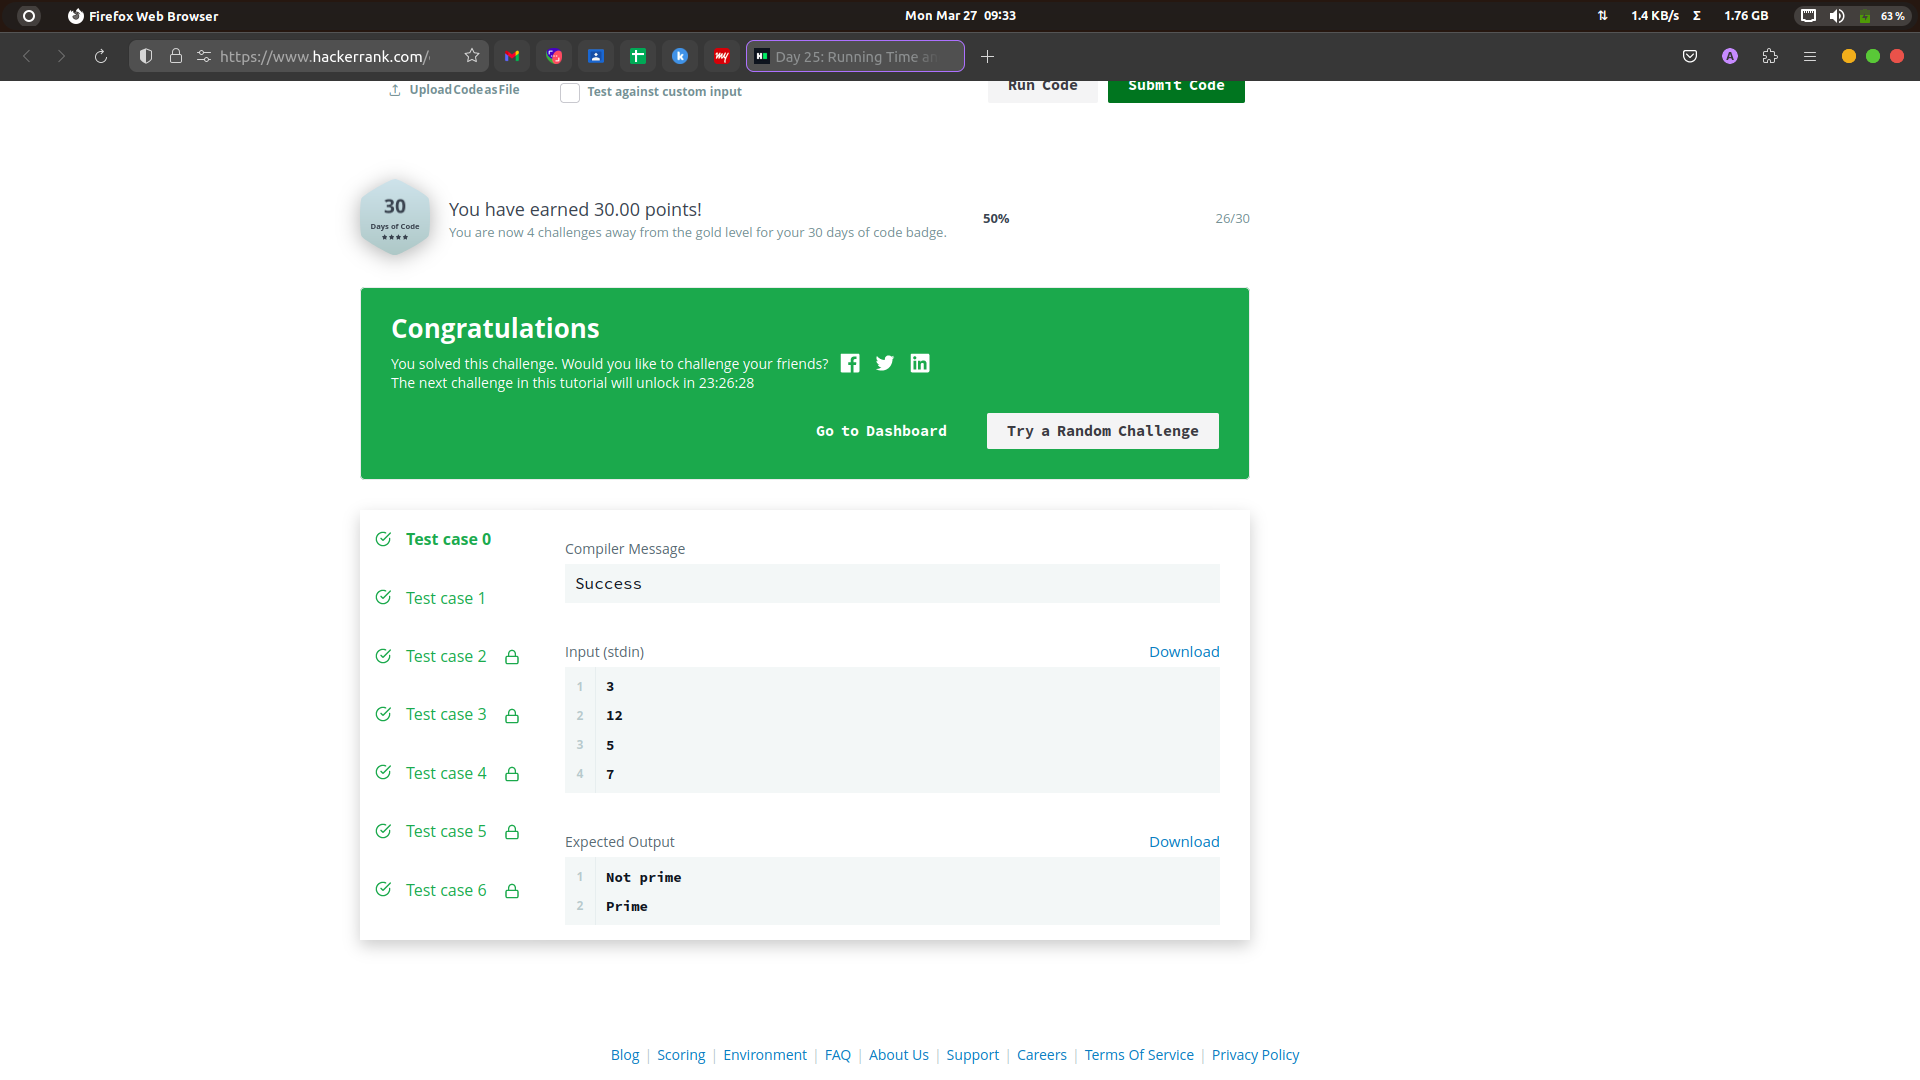 Firefox Web Browser
Mon Mar 27 09:33
1.4 KB/s Σ 1.76 GB
63 %
https://www.hackerrank.com/
Day 25: Running Time an
A
Upload Code as File
Test against custom input
Run Code
Submit Code
30
Days of Code
You have earned 30.00 points!
You are now 4 challenges away from the gold level for your 30 days of code badge.
50%
26/30
Congratulations
You solved this challenge. Would you like to challenge your friends?
The next challenge in this tutorial will unlock in 23:26:28
Go to Dashboard
Try a Random Challenge
Test case 0
Test case 1
Test case 2
Test case 3
Test case 4
Test case 5
Test case 6
Compiler Message
Success
Input (stdin)
Download
1 3
2 12
3 5
4 7
Expected Output
Download
1 Not prime
2 Prime
Blog | Scoring | Environment | FAQ | About Us | Support | Careers | Terms Of Service | Privacy Policy